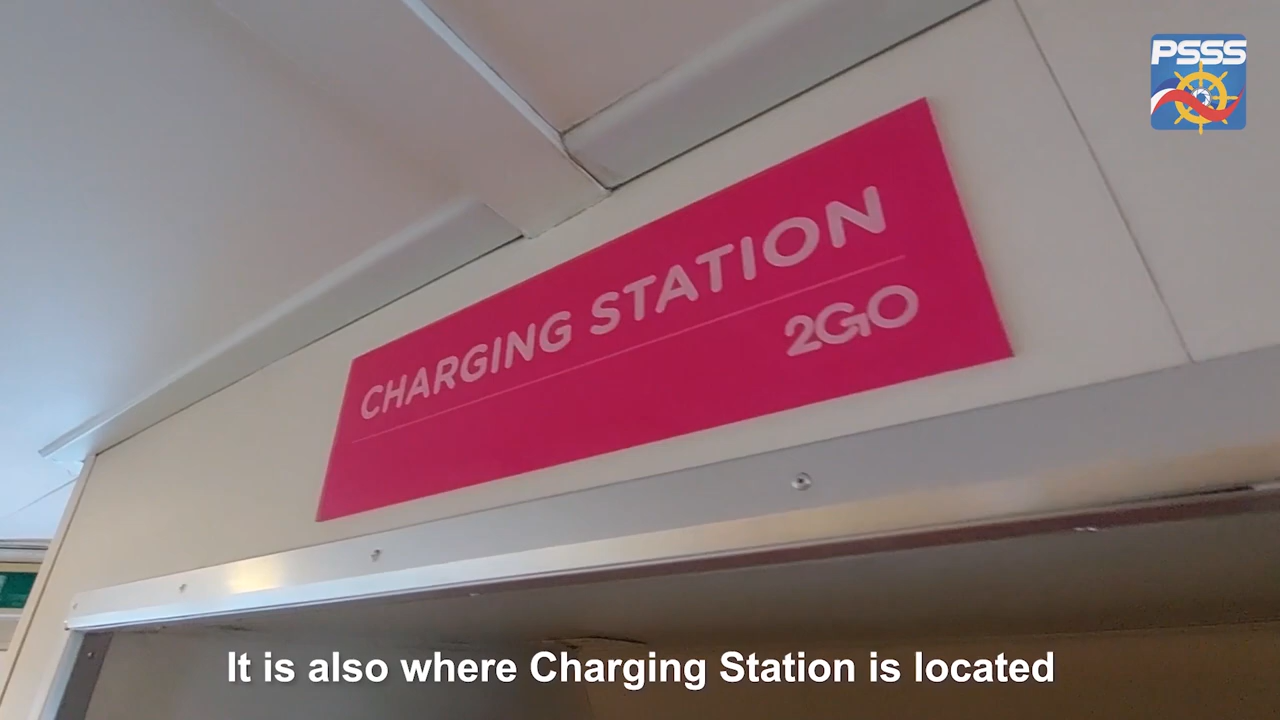 PSSS
CHARGING STATION
2GO
It is also where Charging Station is located